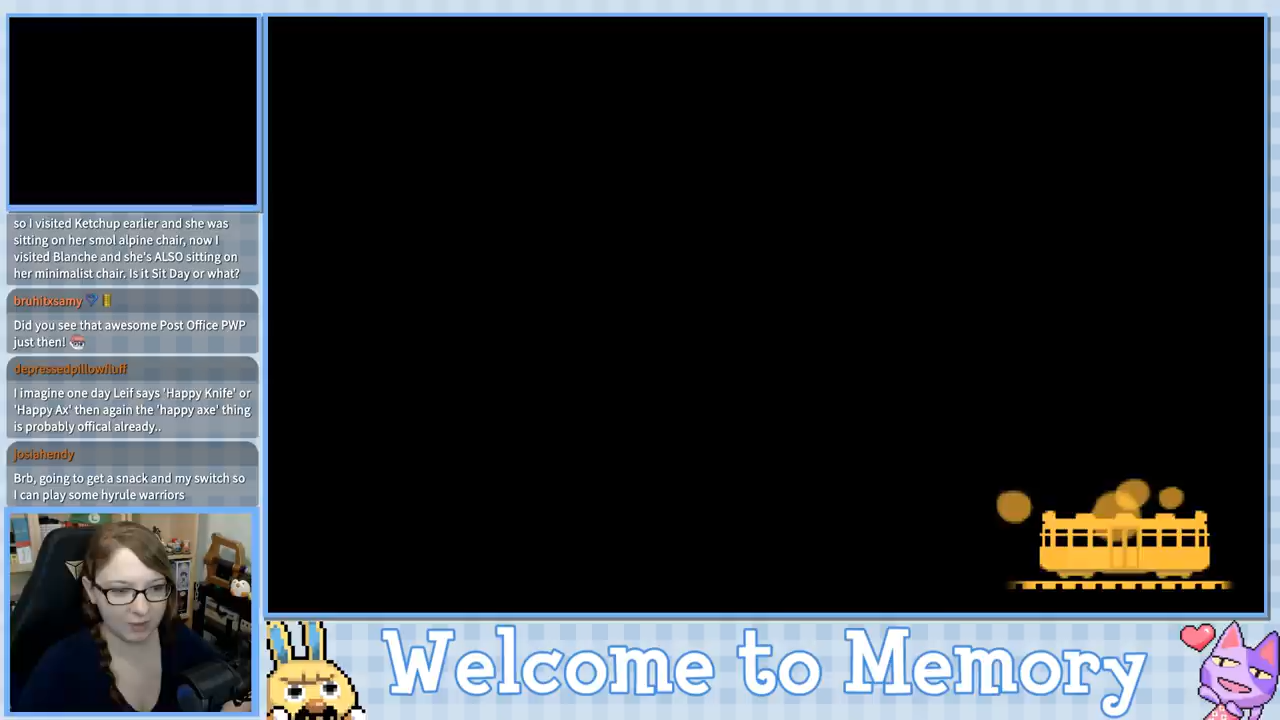 so I visited Ketchup earlier and she was
sitting on her smol alpine chair, now I
visited Blanche and she's ALSO sitting on
her minimalist chair. Is it Sit Day or what?
bruhitxsamy
Did you see that awesome Post Office PWP
just then!
depressedpillowfluff
I imagine one day Leif says 'Happy Knife' or
'Happy Ax' then again the 'happy axe' thing
is probably offical already..
josiahendy
Brb, going to get a snack and my switch so
I can play some hyrule warriors
Welcome to Memory